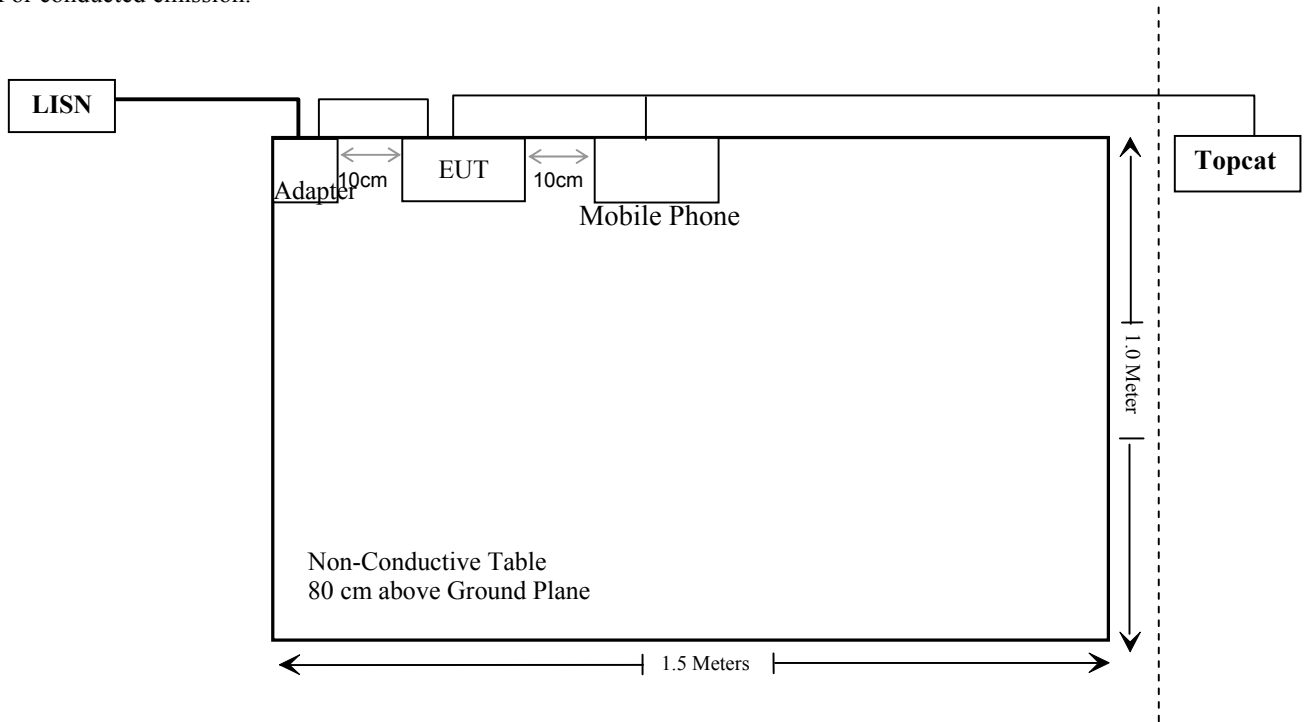 or conducted emission.
LISN
Topcat
Adapter
10cm
EUT
10cm
Mobile Phone
1.0 Meter
Non-Conductive Table
80 cm above Ground Plane
1.5 Meters